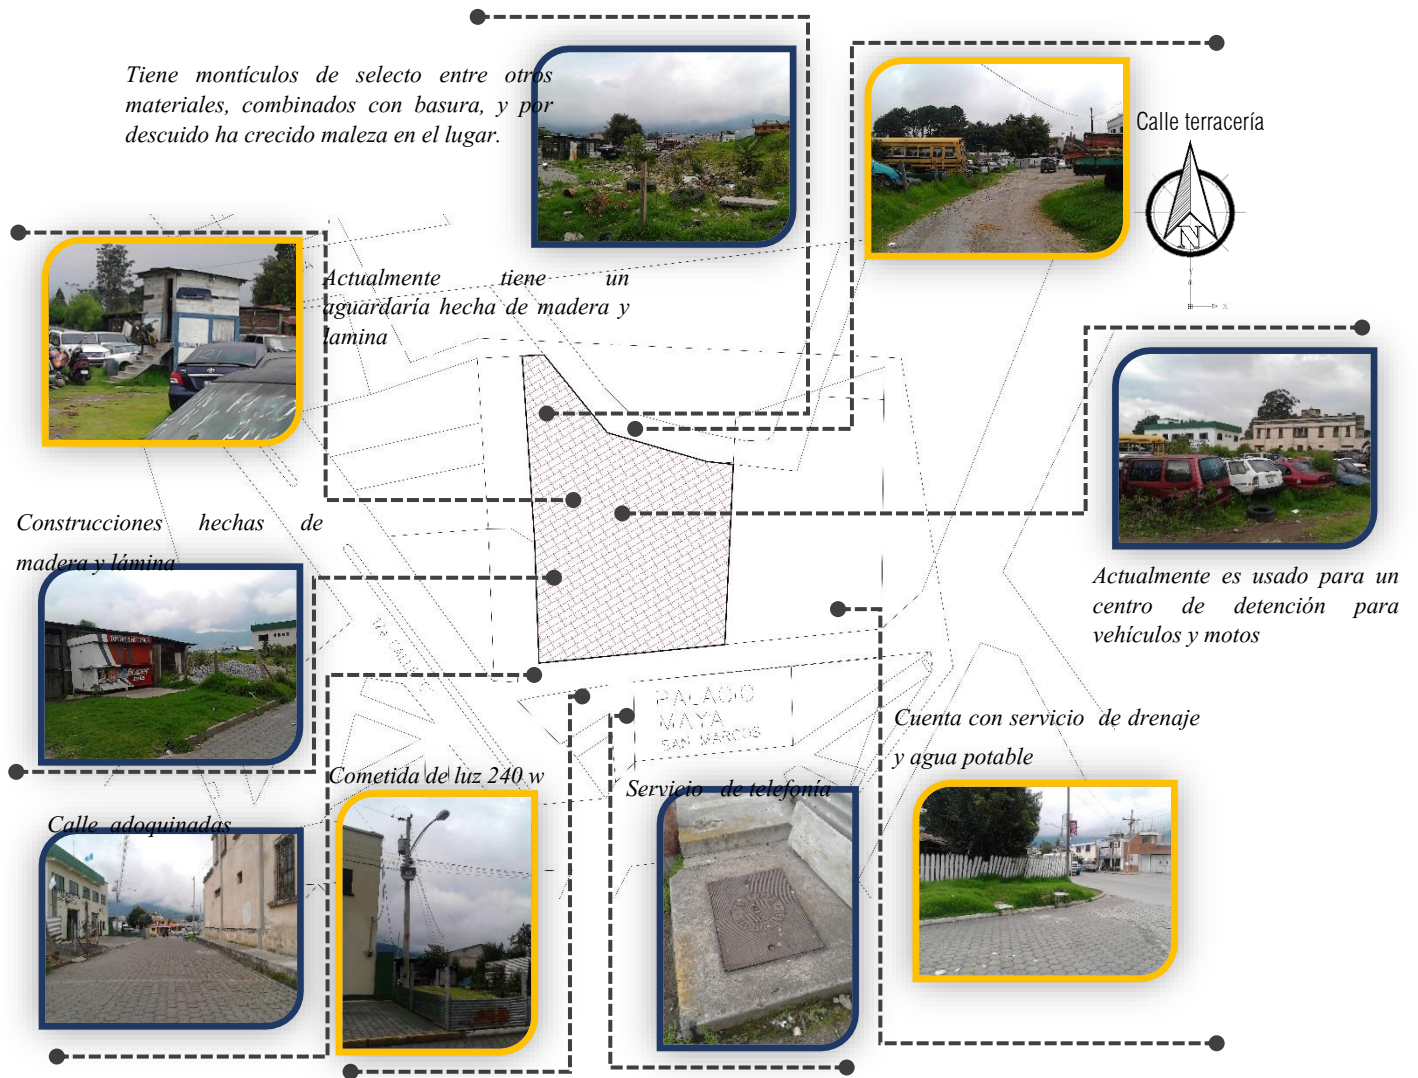 Tiene montículos de selecto entre otros
materiales, combinados con basura, y por
descuido ha crecido maleza en el lugar.
Calle terracería
N
x
Actualmente tiene un
aguardaría hecha de madera y
lamina
Construcciones hechas de
madera y lámina
Actualmente es usado para un
centro de detención para
vehículos y motos
PALACIO
MAYA
SAN MARCOS
Cuenta con servicio de drenaje
y agua potable
Cometida de luz 240 w
Servicio de telefonía
Calle adoquinadas